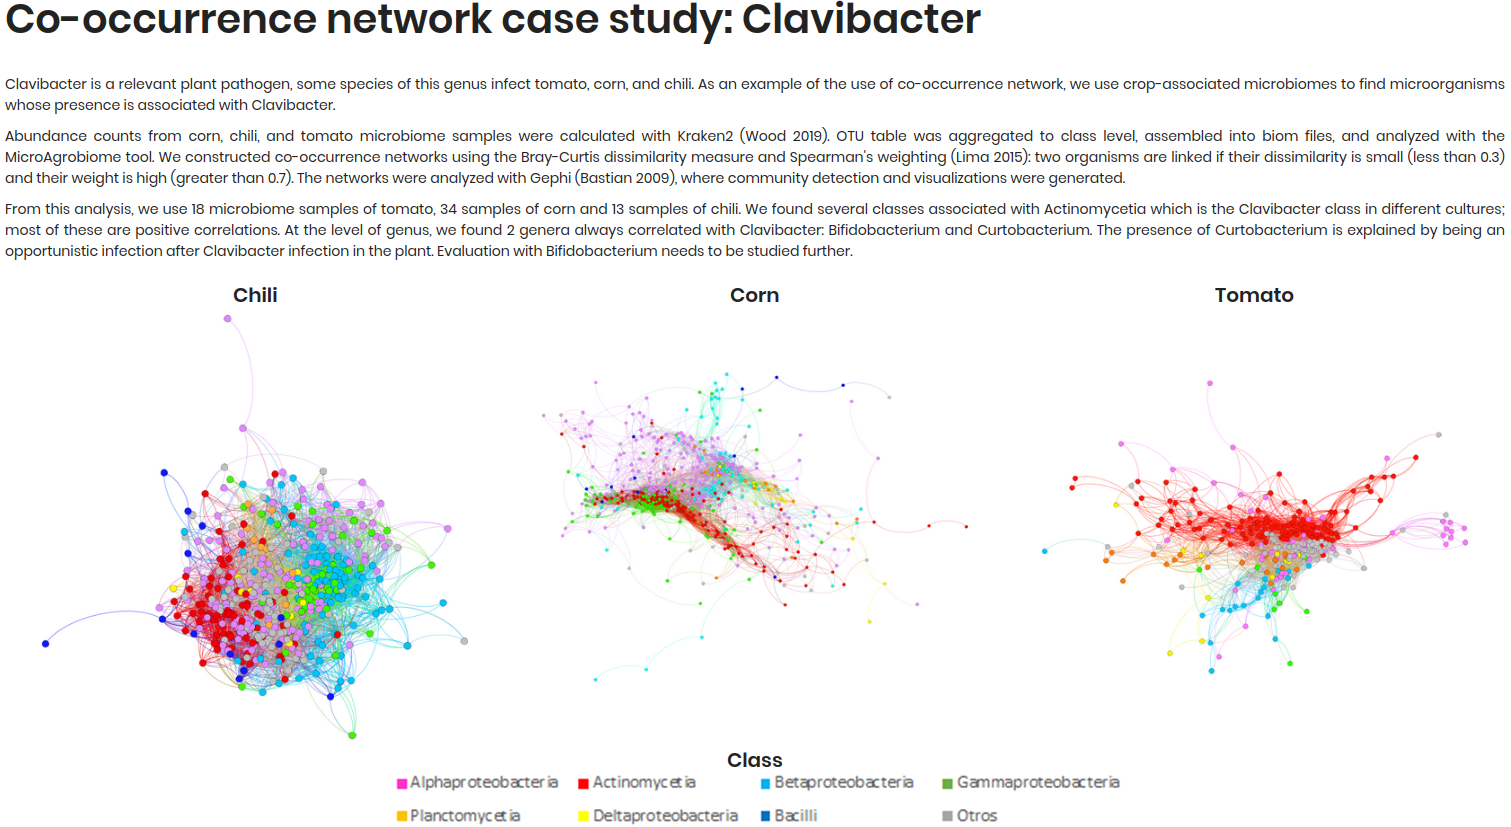 Co-occurrence network case study: Clavibacter
Clavibacter is a relevant plant pathogen, some species of this genus infect tomato, corn, and chili. As an example of the use of co-occurrence network, we use crop-associated microbiomes to find microorganisms
whose presence is associated with Clavibacter.
Abundance counts from corn, chili, and tomato microbiome samples were calculated with Kraken2 (Wood 2019). OTU table was aggregated to class level, assembled into biom files, and analyzed with the
MicroAgrobiome tool. We constructed co-occurrence networks using the Bray-Curtis dissimilarity measure and Spearman's weighting (Lima 2015): two organisms are linked if their dissimilarity is small (less than 0.3)
and their weight is high (greater than 0.7). The networks were analyzed with Gephi (Bastian 2009), where community detection and visualizations were generated.
From this analysis, we use 18 microbiome samples of tomato, 34 samples of corn and 13 samples of chili. We found several classes associated with Actinomycetia which is the Clavibacter class in different cultures;
most of these are positive correlations. At the level of genus, we found 2 genera always correlated with Clavibacter: Bifidobacterium and Curtobacterium. The presence of Curtobacterium is explained by being an
opportunistic infection after Clavibacter infection in the plant. Evaluation with Bifidobacterium needs to be studied further.
Chili Corn Tomato
Class
Alphaproteobacteria Actinomycetia Betaproteobacteria Gammaproteobacteria
Planctomycetia Deltaproteobacteria Bacilli Otros